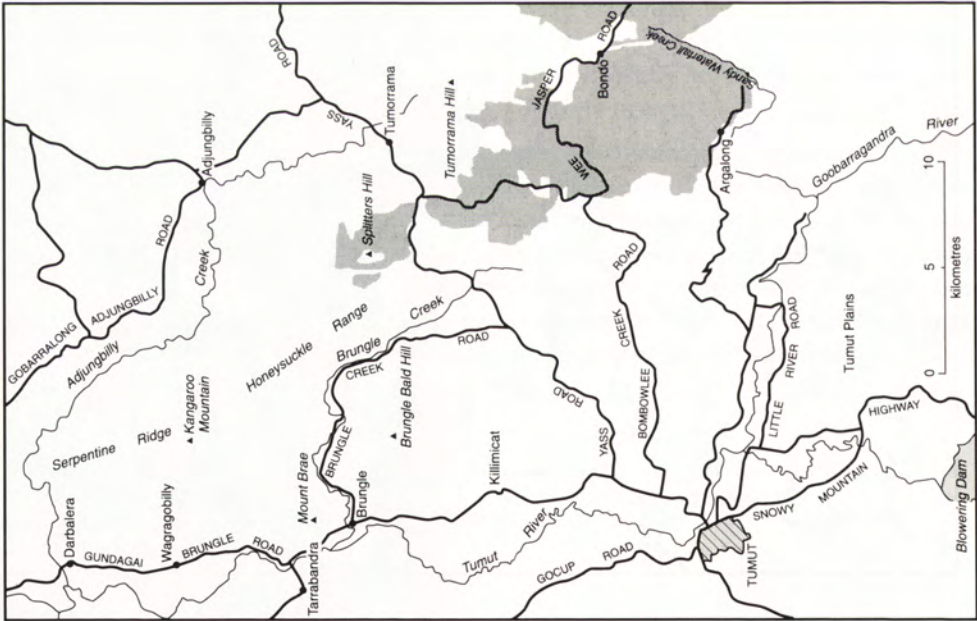 ROAD
YASS
Adjungbilly
ROAD
ADJUNGBILLY
GOBARRALONG
Creek
Adjungbilly
Tumorrama
Tumorrama Hill
Splitters Hill
JASPER
ROAD
Bondo
Sandy Waterfall Creek
WEE
Argalong
Goobarragandra
River
Honeysuckle
Range
Brungle
Creek
CREEK
ROAD
BRUNGLE
Brungle Bald Hill
ROAD
YASS
ROAD
CREEK
BOMBOWLEE
ROAD
RIVER
LITTLE
Tumut Plains
10
5
0
kilometres
Serpentine
Ridge
Kangaroo
Mountain
Darbalera
Wagragobilly
GUNDAGAI
BRUNGLE
ROAD
Tarrabandra
Mount Brae
Brungle
Killimicat
Tumut
River
GOCUP
ROAD
TUMUT
SNOWY
MOUNTAIN
HIGHWAY
Blowering Dam